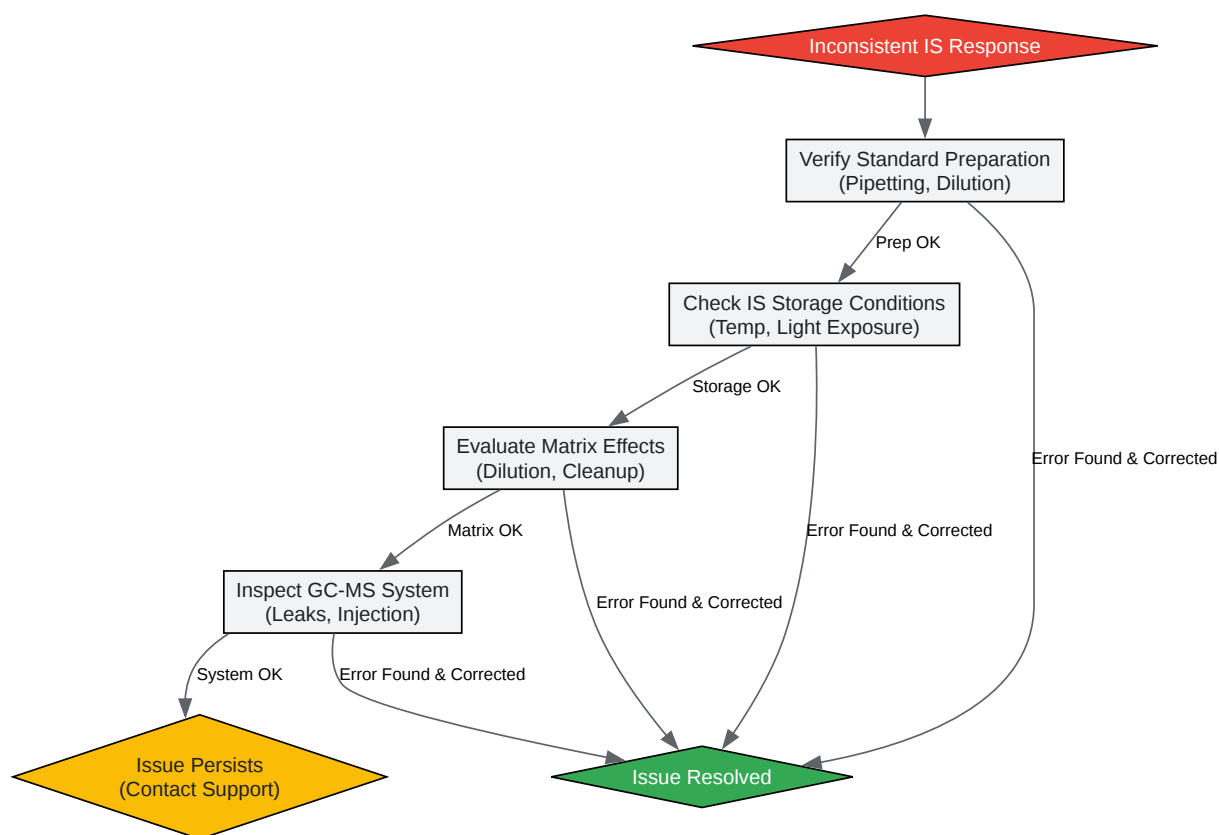 Inconsistent IS Response
Verify Standard Preparation
(Pipetting, Dilution)
Prep OK
Check IS Storage Conditions
(Temp, Light Exposure)
Storage OK
Evaluate Matrix Effects
(Dilution, Cleanup)
Error Found & Corrected
Matrix OK
Error Found & Corrected
Inspect GC-MS System
(Leaks, Injection)
Error Found & Corrected
System OK
Error Found & Corrected
Issue Persists
(Contact Support)
Issue Resolved